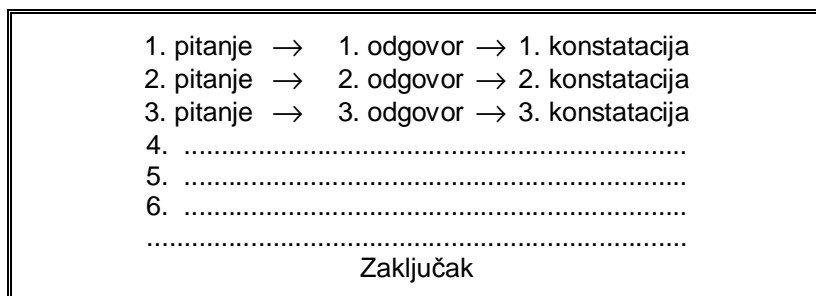 1. pitanje → 1. odgovor → 1. konstatacija
2. pitanje → 2. odgovor → 2. konstatacija
3. pitanje → 3. odgovor → 3. konstatacija
4. ...................................................................
5. ...................................................................
6. ...................................................................
........................................................................
Zaključak